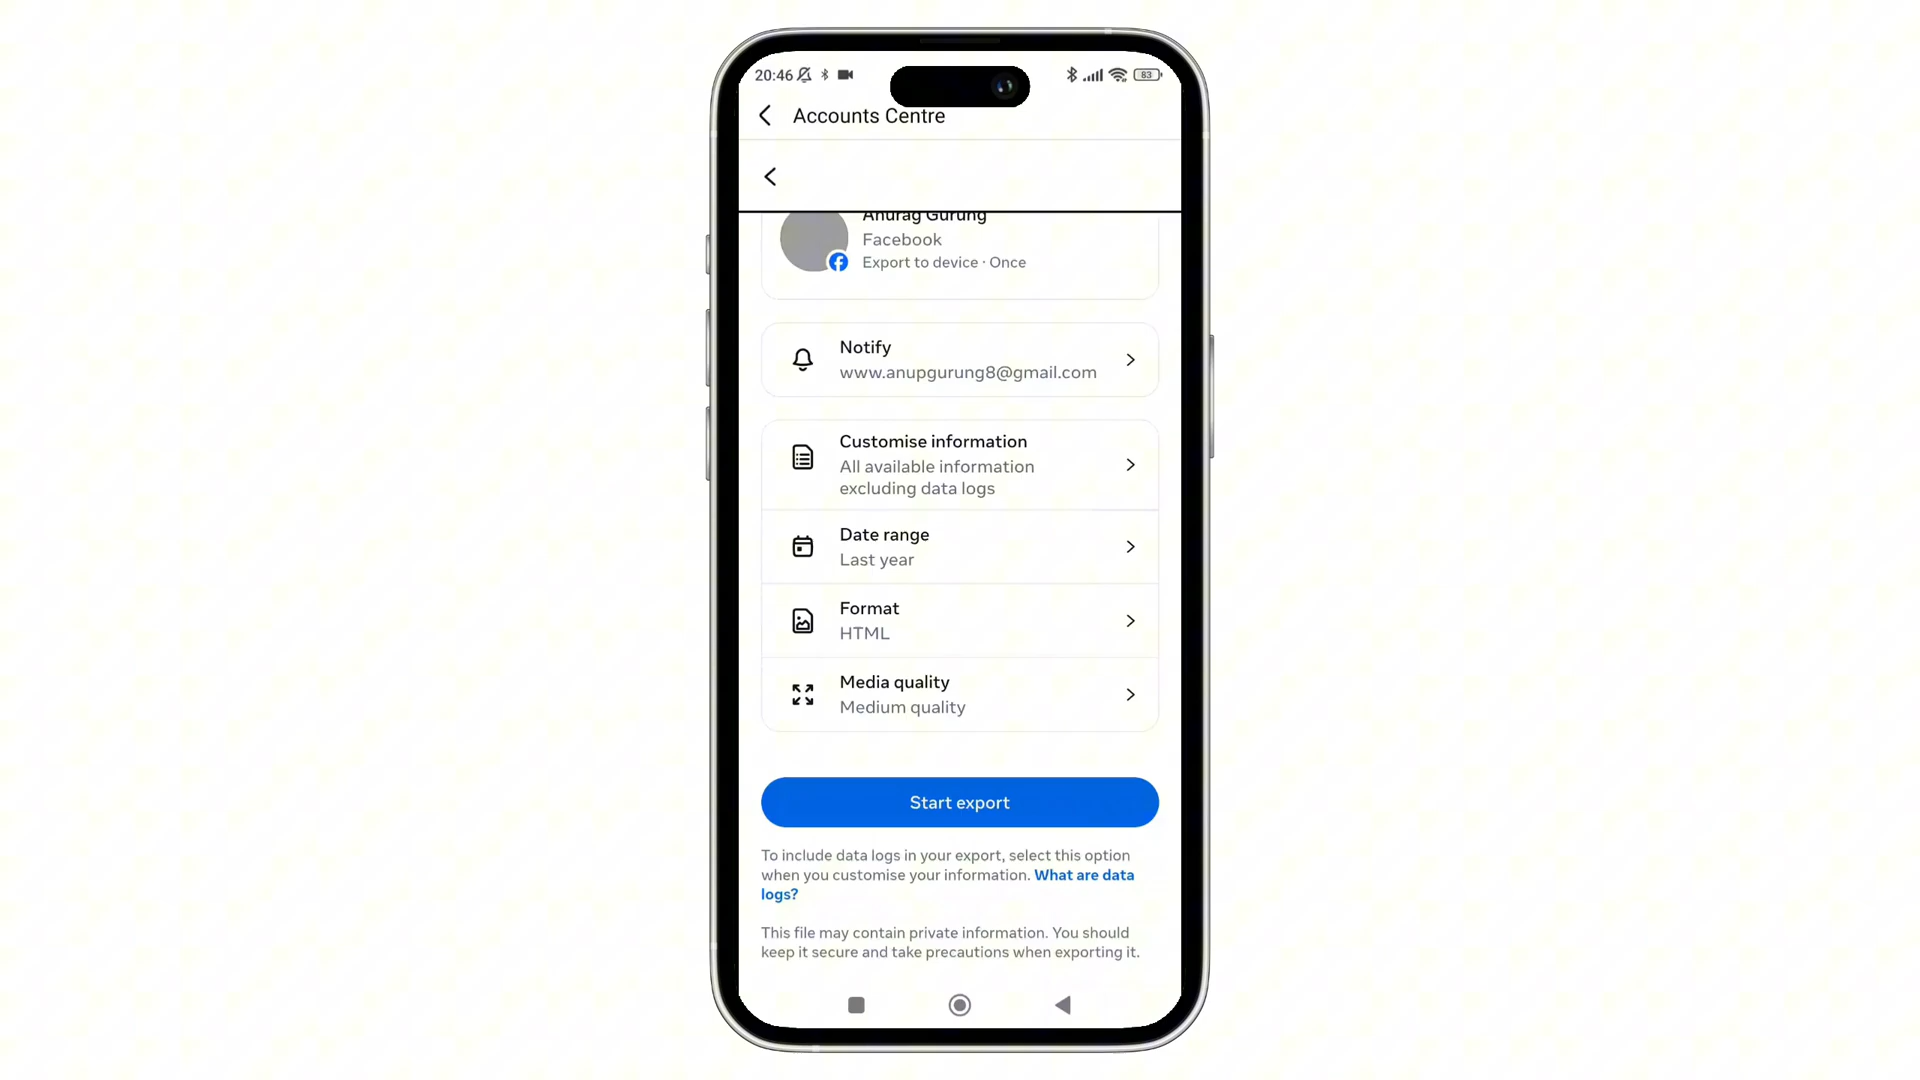 20:46
83
Accounts Centre
Anurag Gurung
Facebook
Export to device · Once
Notify
www.anupgurung8@gmail.com
Customise information
All available information
excluding data logs
Date range
Last year
Format
HTML
Media quality
Medium quality
Start export
To include data logs in your export, select this option
when you customise your information. What are data
logs?
This file may contain private information. You should
keep it secure and take precautions when exporting it.